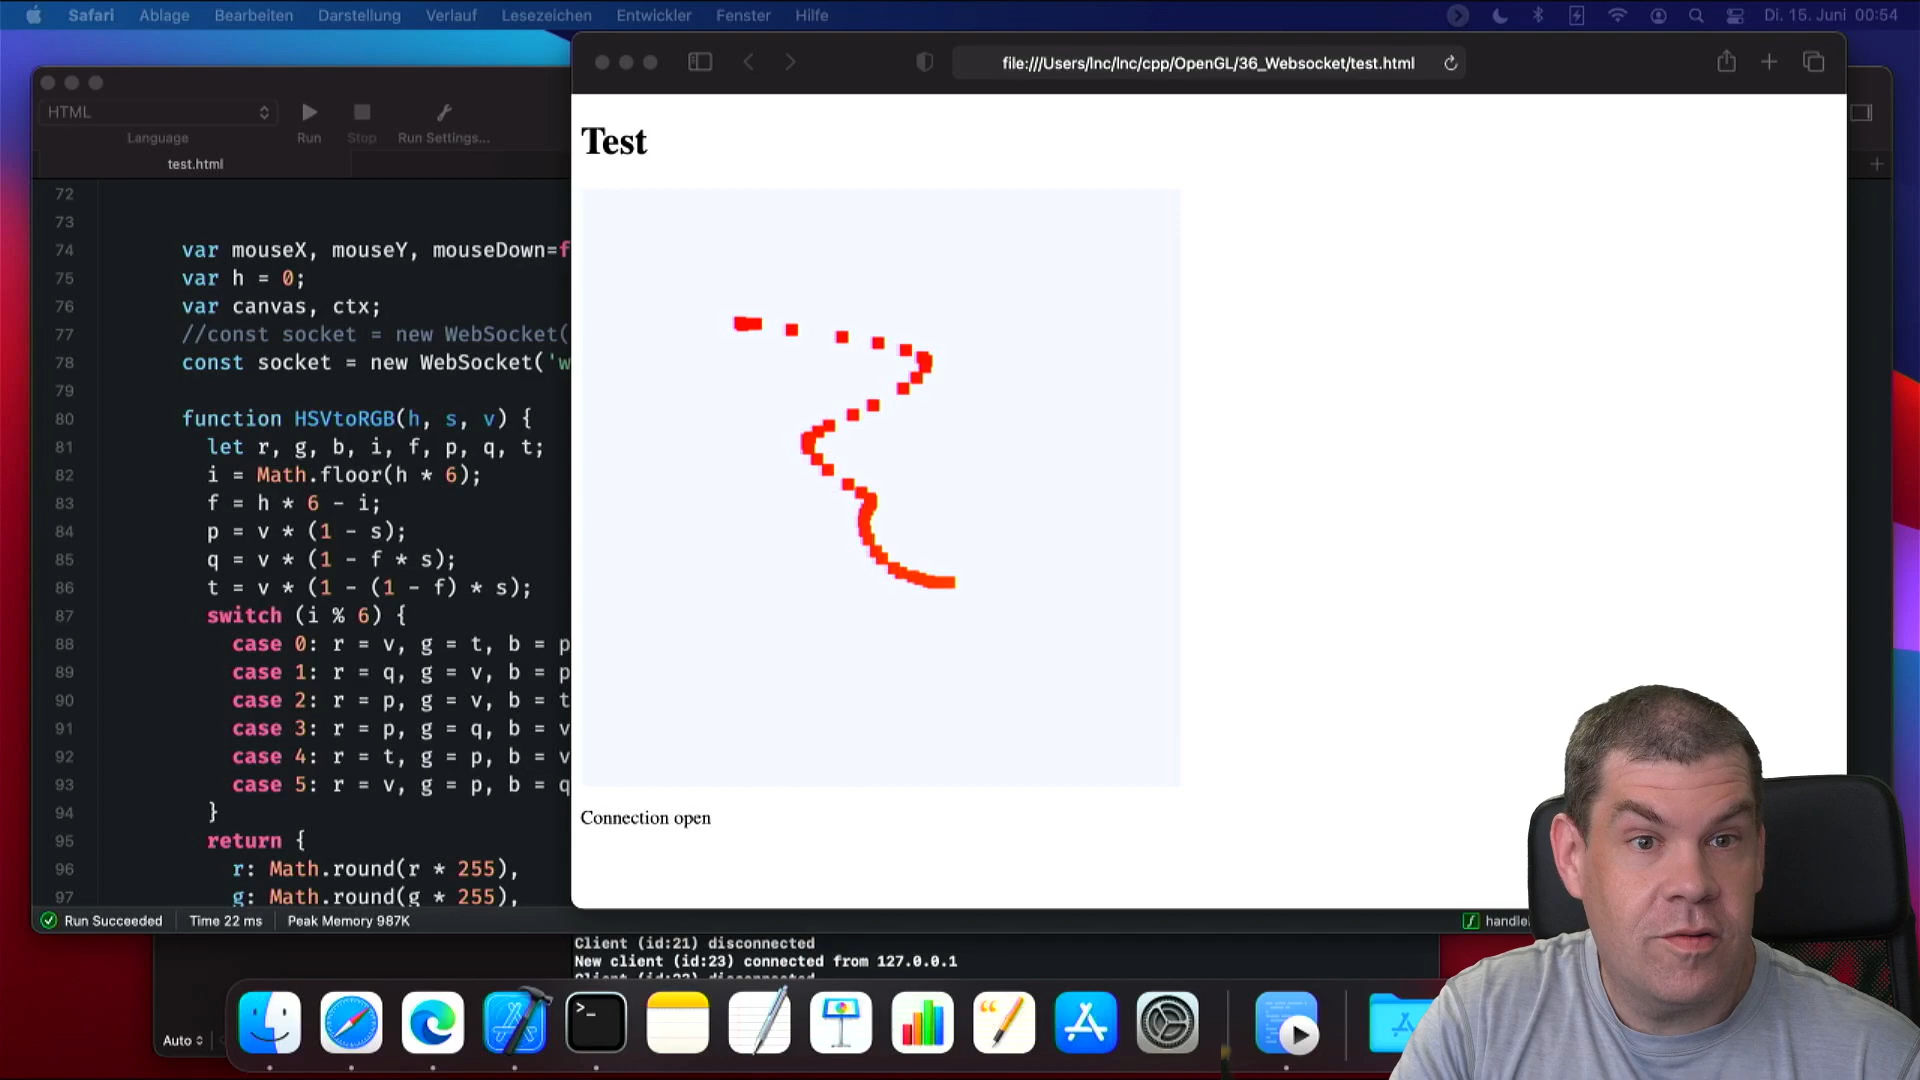 Safari Ablage Bearbeiten Darstellung Verlauf Lesezeichen Entwickler Fenster Hilfe
Di. 15. Juni 00:54
file:///Users/lnc/lnc/cpp/OpenGL/36_Websocket/test.html
HTML
Language
Run
Stop
Run Settings...
test.html
72
73
74 var mouseX, mouseY, mouseDown=f
75 var h = 0;
76 var canvas, ctx;
77 //const socket = new WebSocket(
78 const socket = new WebSocket('w
79
80 function HSVtoRGB(h, s, v) {
81 let r, g, b, i, f, p, q, t;
82 i = Math.floor(h * 6);
83 f = h * 6 - i;
84 p = v * (1 - s);
85 q = v * (1 - f * s);
86 t = v * (1 - (1 - f) * s);
87 switch (i % 6) {
88 case 0: r = v, g = t, b = p
89 case 1: r = q, g = v, b = p
90 case 2: r = p, g = v, b = t
91 case 3: r = p, g = q, b = v
92 case 4: r = t, g = p, b = v
93 case 5: r = v, g = p, b = q
94 }
95 return {
96 r: Math.round(r * 255),
97 g: Math.round(g * 255),
Run Succeeded Time 22 ms Peak Memory 987K
Test
Connection open
Client (id:21) disconnected
New client (id:23) connected from 127.0.0.1
Auto